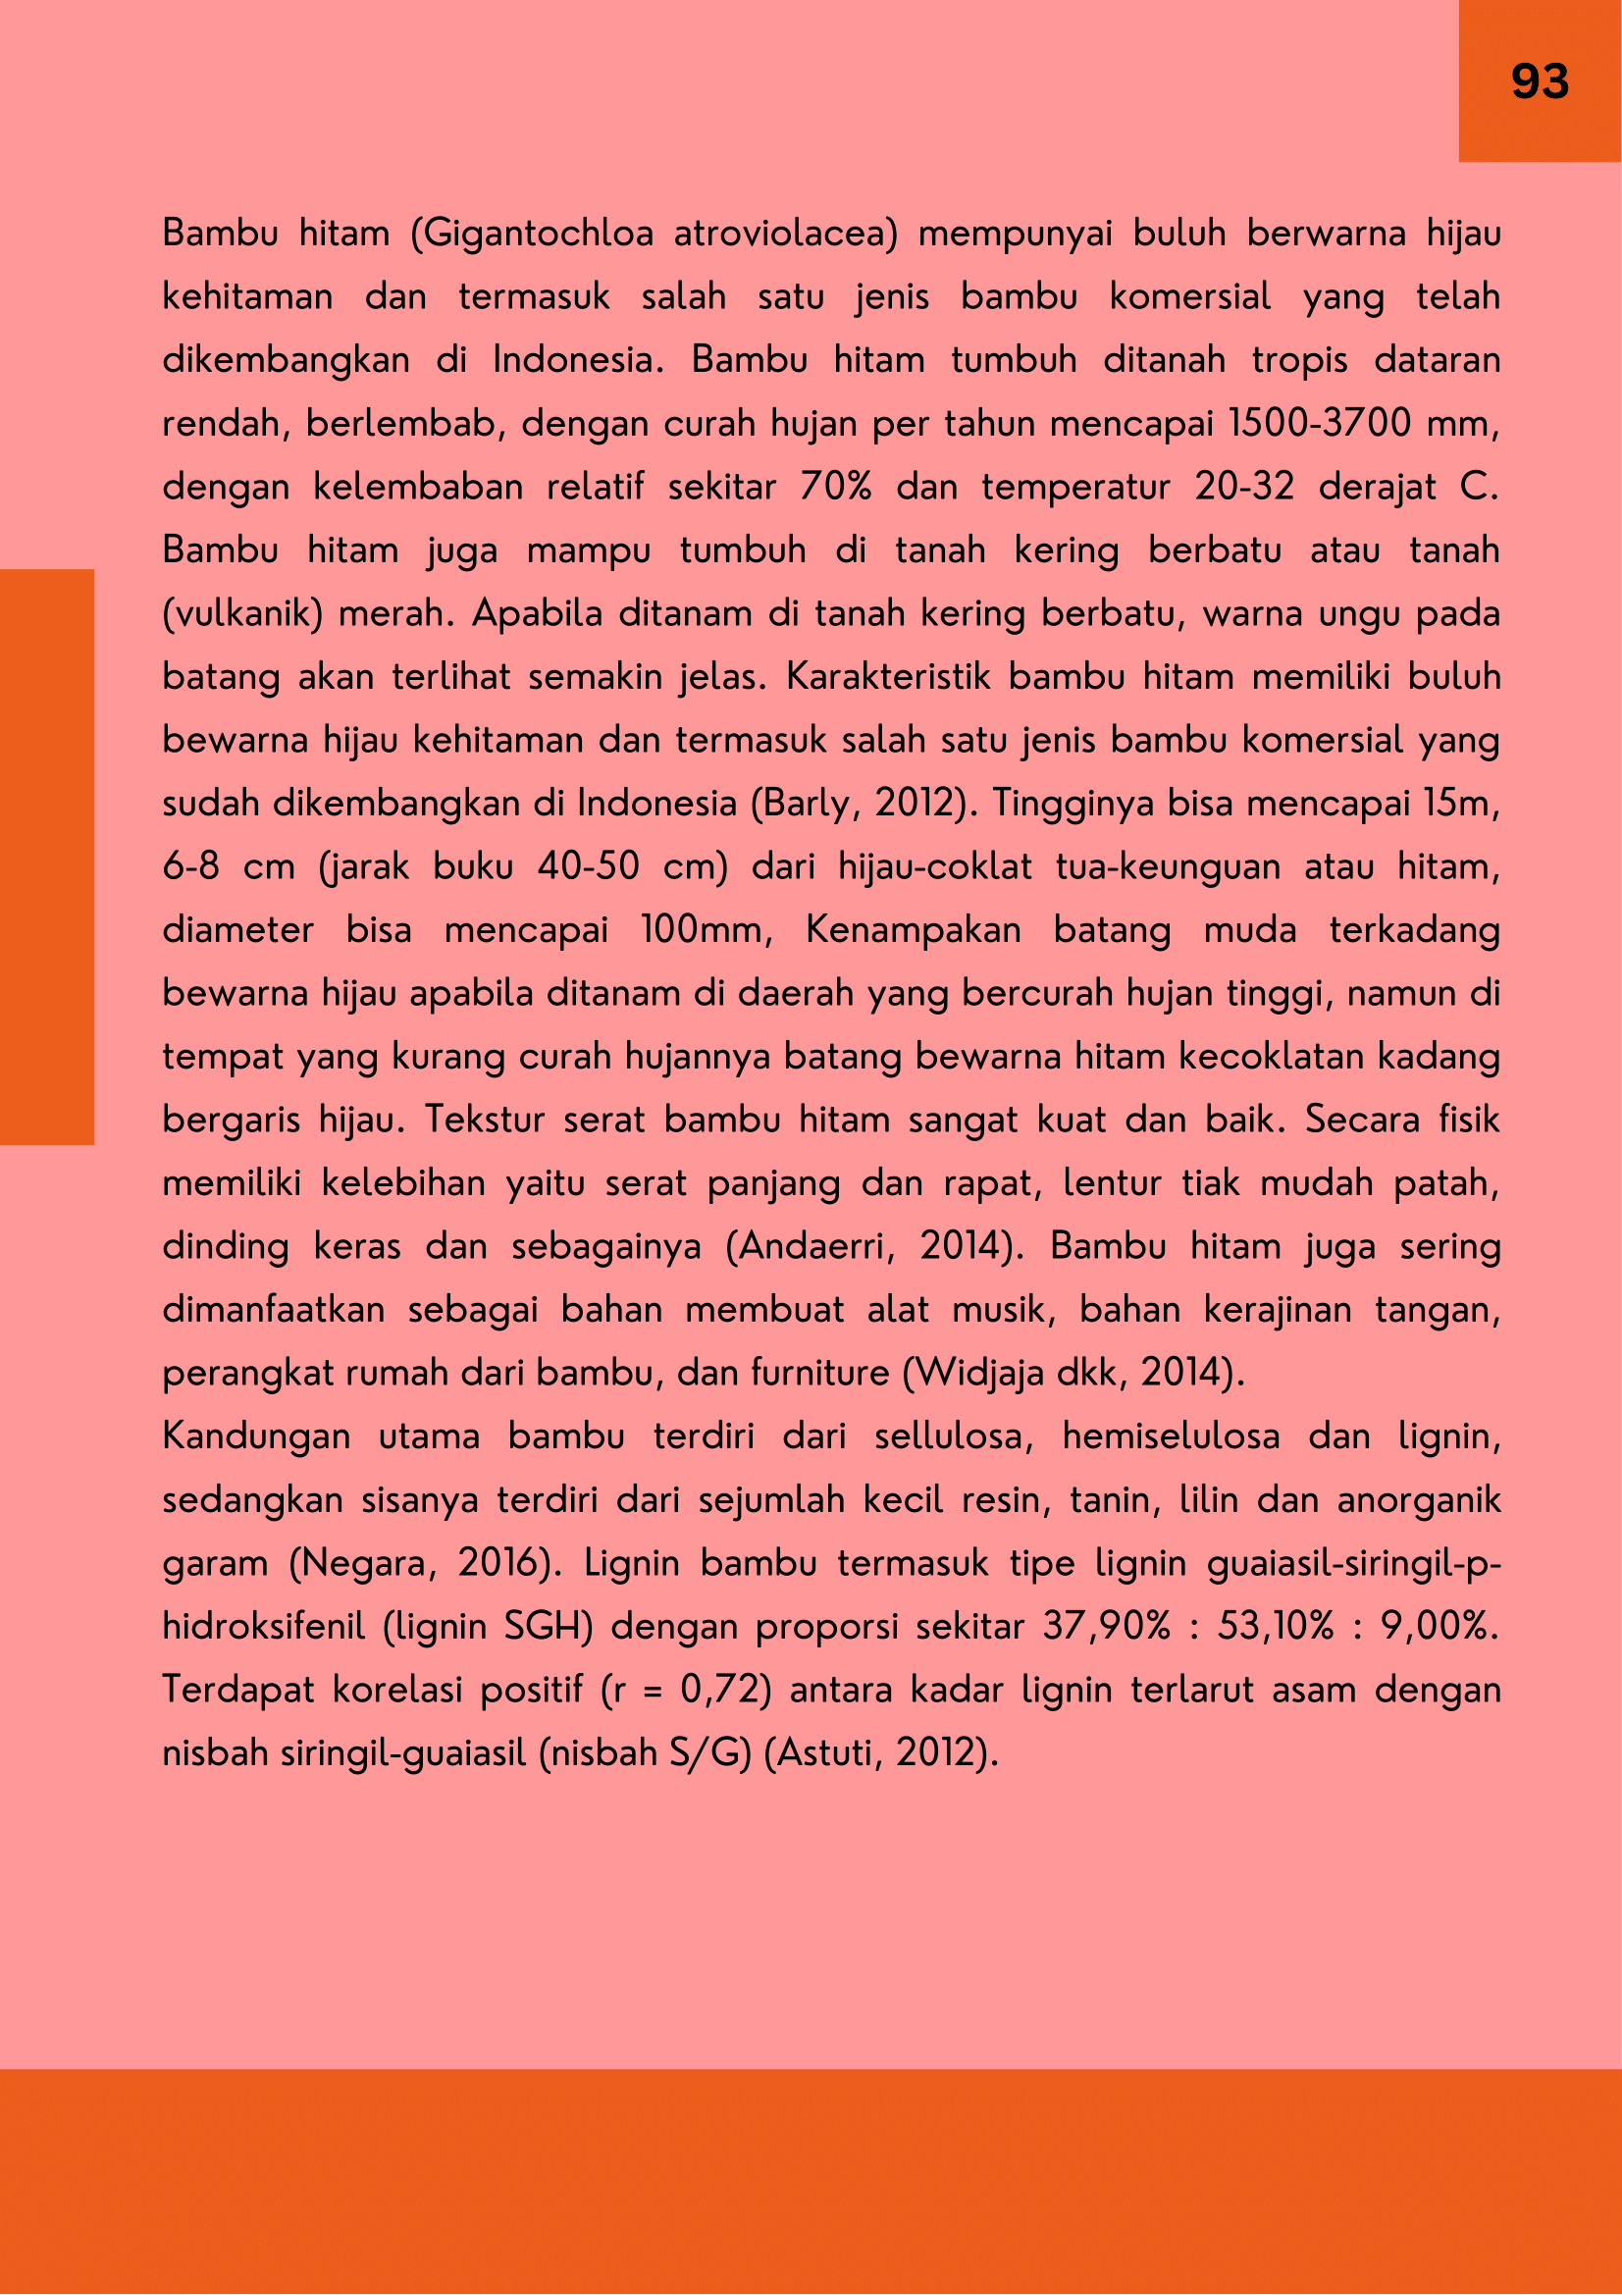 93
Bambu hitam (Gigantochloa atroviolacea) mempunyai buluh berwarna hijau
kehitaman dan termasuk salah satu jenis bambu komersial yang telah
dikembangkan di Indonesia. Bambu hitam tumbuh ditanah tropis dataran
rendah, berlembab, dengan curah hujan per tahun mencapai 1500-3700 mm,
dengan kelembaban relatif sekitar 70% dan temperatur 20-32 derajat C.
Bambu hitam juga mampu tumbuh di tanah kering berbatu atau tanah
(vulkanik) merah. Apabila ditanam di tanah kering berbatu, warna ungu pada
batang akan terlihat semakin jelas. Karakteristik bambu hitam memiliki buluh
bewarna hijau kehitaman dan termasuk salah satu jenis bambu komersial yang
sudah dikembangkan di Indonesia (Barly, 2012). Tingginya bisa mencapai 15m,
6-8 cm (jarak buku 40-50 cm) dari hijau-coklat tua-keunguan atau hitam,
diameter bisa mencapai 100mm, Kenampakan batang muda terkadang
bewarna hijau apabila ditanam di daerah yang bercurah hujan tinggi, namun di
tempat yang kurang curah hujannya batang bewarna hitam kecoklatan kadang
bergaris hijau. Tekstur serat bambu hitam sangat kuat dan baik. Secara fisik
memiliki kelebihan yaitu serat panjang dan rapat, lentur tiak mudah patah,
dinding keras dan sebagainya (Andaerri, 2014). Bambu hitam juga sering
dimanfaatkan sebagai bahan membuat alat musik, bahan kerajinan tangan,
perangkat rumah dari bambu, dan furniture (Widjaja dkk, 2014).
Kandungan utama bambu terdiri dari sellulosa, hemiselulosa dan lignin,
sedangkan sisanya terdiri dari sejumlah kecil resin, tanin, lilin dan anorganik
garam (Negara, 2016). Lignin bambu termasuk tipe lignin guaiasil-siringil-p-
hidroksifenil (lignin SGH) dengan proporsi sekitar 37,90% : 53,10% : 9,00%.
Terdapat korelasi positif (r = 0,72) antara kadar lignin terlarut asam dengan
nisbah siringil-guaiasil (nisbah S/G) (Astuti, 2012).